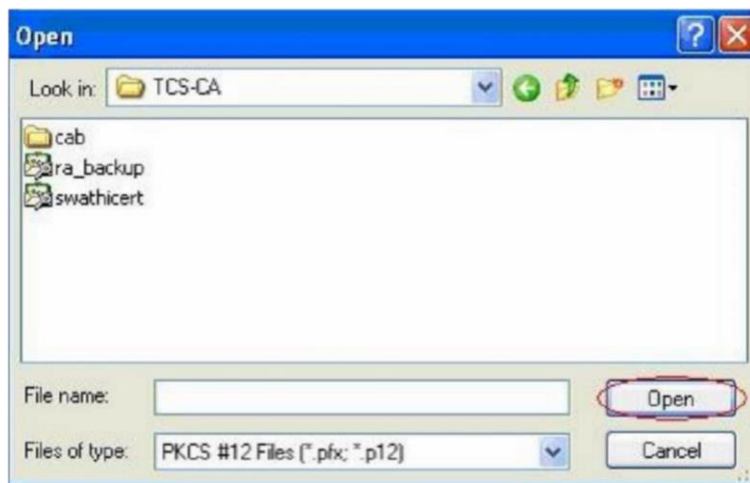 Open
Look in: TCS-CA
cab
ra_backup
swathicert
File name: Open
Files of type: PKCS #12 Files (*.pfx; *.p12) Cancel